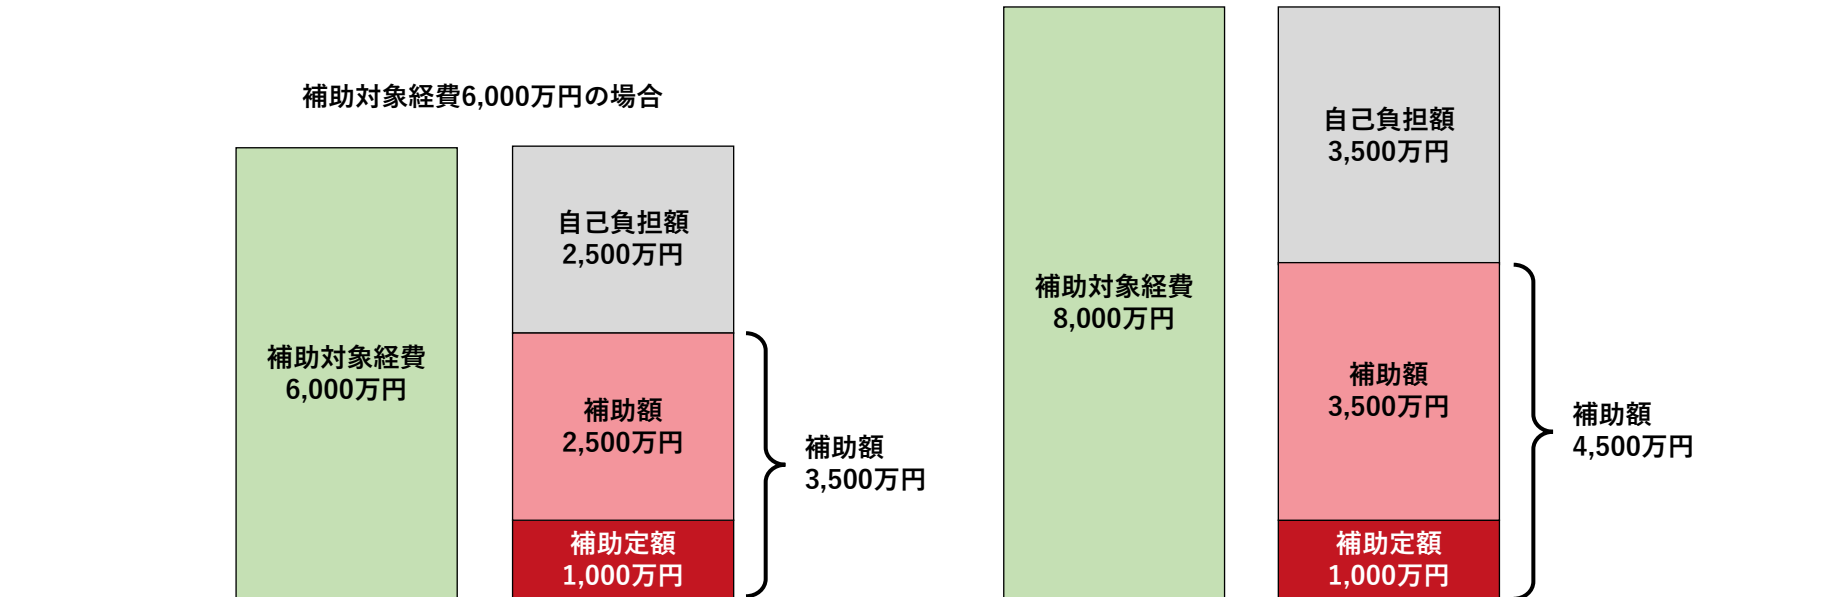 補助対象経費6,000万円の場合
補助対象経費
6,000万円
自己負担額
2,500万円
補助額
2,500万円
補助定額
1,000万円
補助額
3,500万円
補助対象経費
8,000万円
自己負担額
3,500万円
補助額
3,500万円
補助定額
1,000万円
補助額
4,500万円